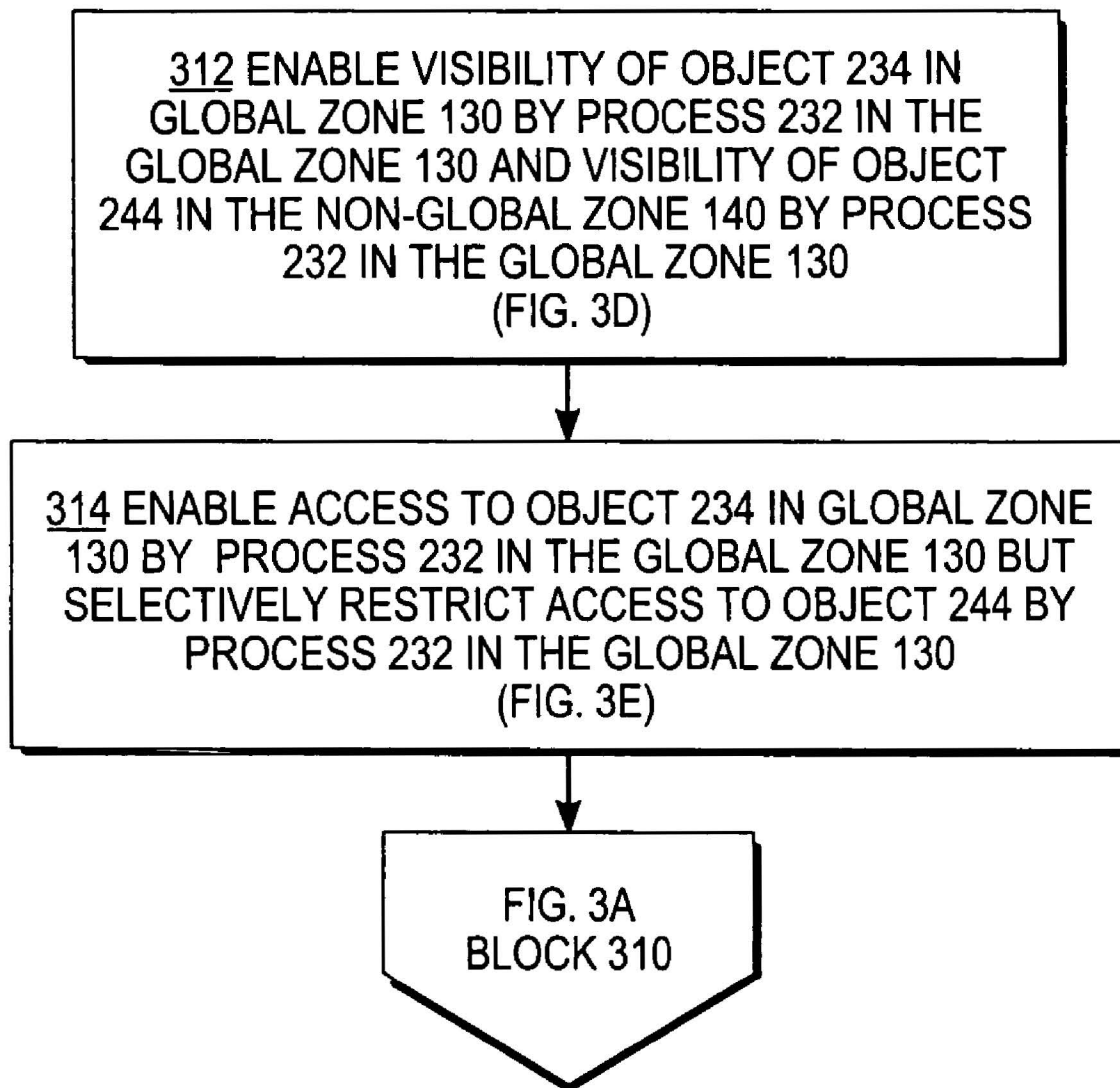 312 ENABLE VISIBILITY OF OBJECT 234 IN
GLOBAL ZONE 130 BY PROCESS 232 IN THE
GLOBAL ZONE 130 AND VISIBILITY OF OBJECT
244 IN THE NON-GLOBAL ZONE 140 BY PROCESS
232 IN THE GLOBAL ZONE 130
(FIG. 3D)
314 ENABLE ACCESS TO OBJECT 234 IN GLOBAL ZONE
130 BY PROCESS 232 IN THE GLOBAL ZONE 130 BUT
SELECTIVELY RESTRICT ACCESS TO OBJECT 244 BY
PROCESS 232 IN THE GLOBAL ZONE 130
(FIG. 3E)
FIG. 3A
BLOCK 310